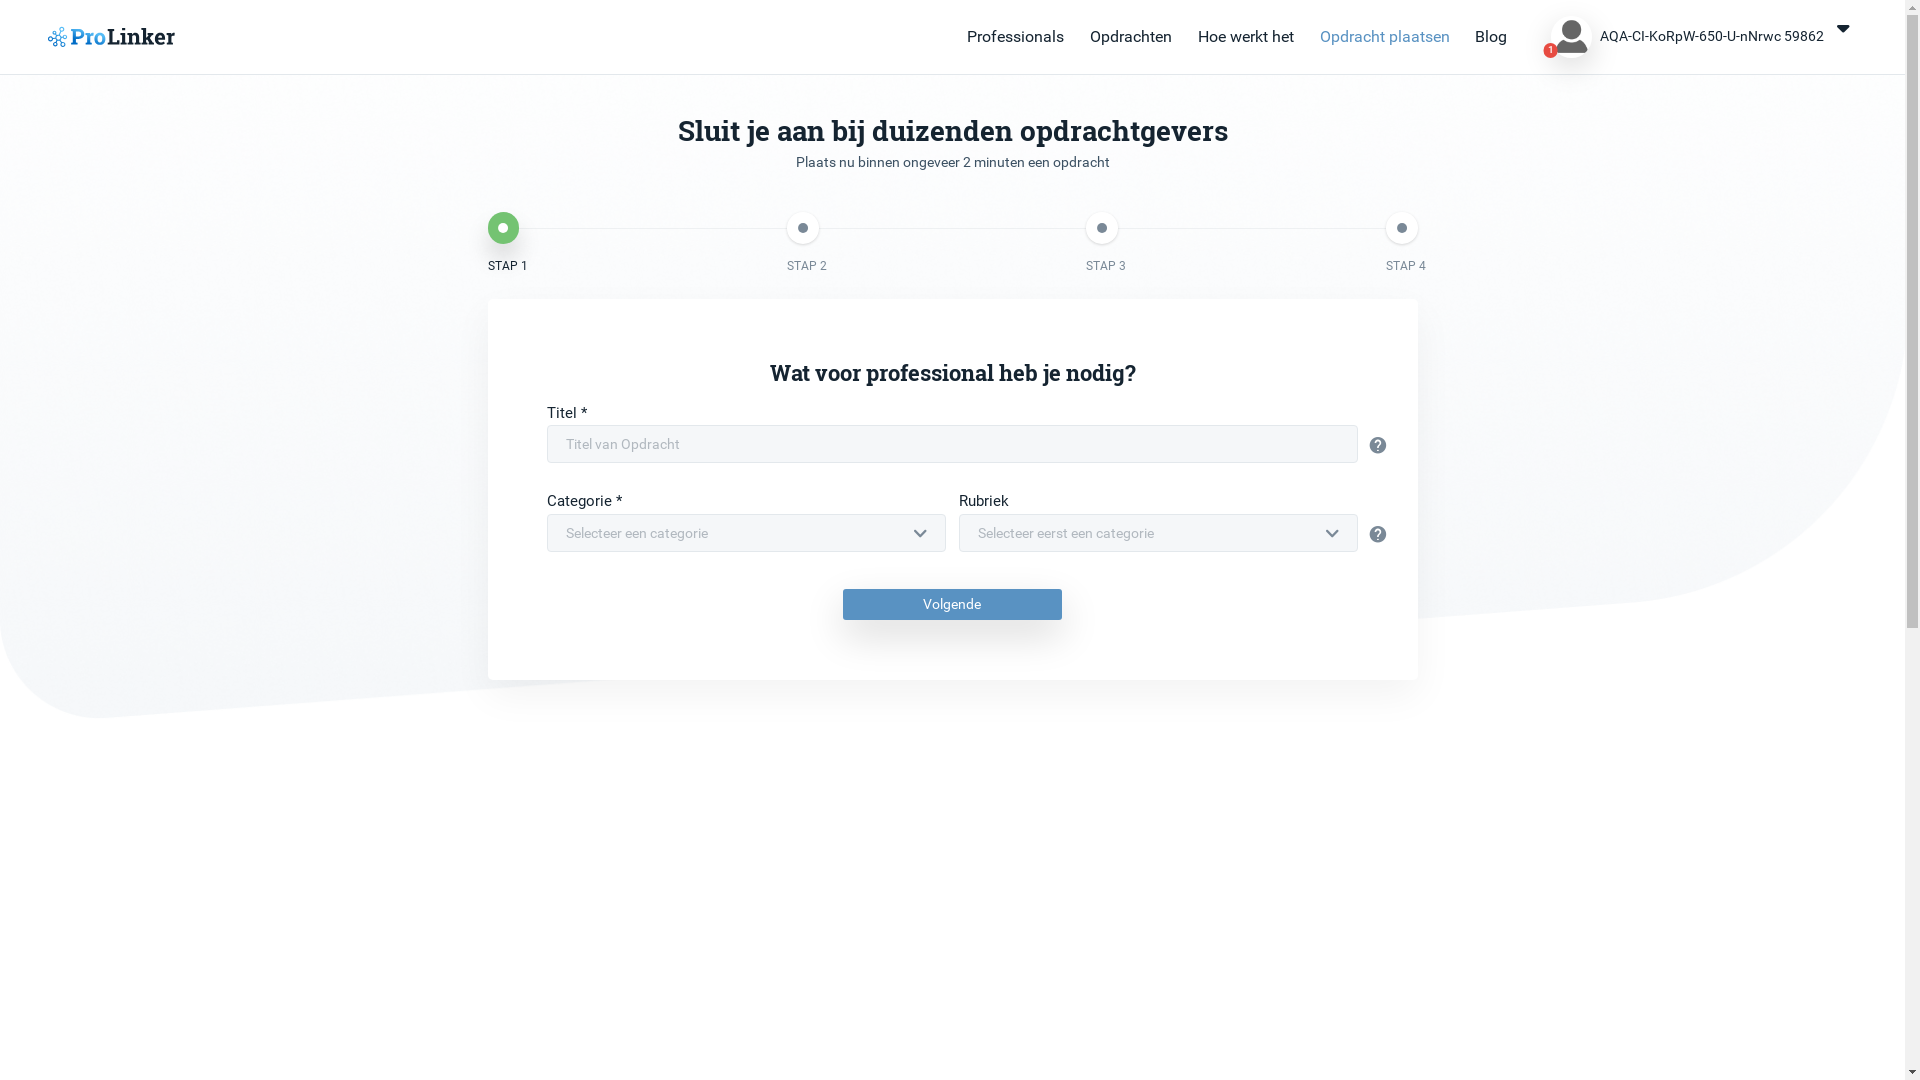 ProLinker
Professionals
Opdrachten
Hoe werkt het
Opdracht plaatsen
Blog
1
AQA-CI-KoRpW-650-U-nNrwc 59862
Sluit je aan bij duizenden opdrachtgevers
Plaats nu binnen ongeveer 2 minuten een opdracht
STAP 1
STAP 2
STAP 3
STAP 4
Wat voor professional heb je nodig?
Titel *
Titel van Opdracht
?
Categorie *
Rubriek
Selecteer een categorie
Selecteer eerst een categorie
?
Volgende